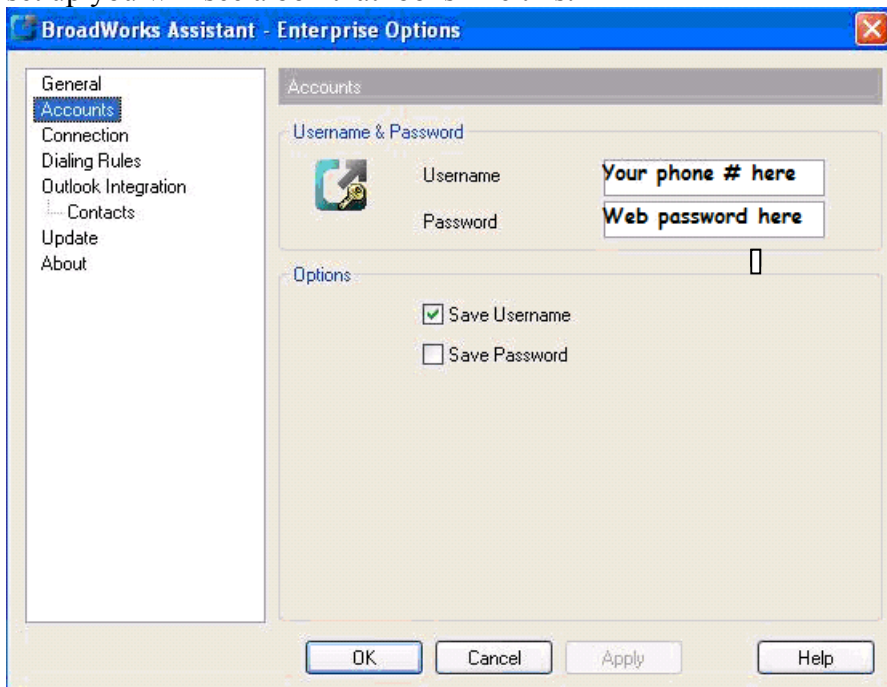 BroadWorks Assistant - Enterprise Options
General
Accounts
Connection
Dialing Rules
Outlook Integration
Contacts
Update
About
Accounts
Username & Password
Username
Your phone # here
Password
Web password here
Options
Save Username
Save Password
OK
Cancel
Apply
Help